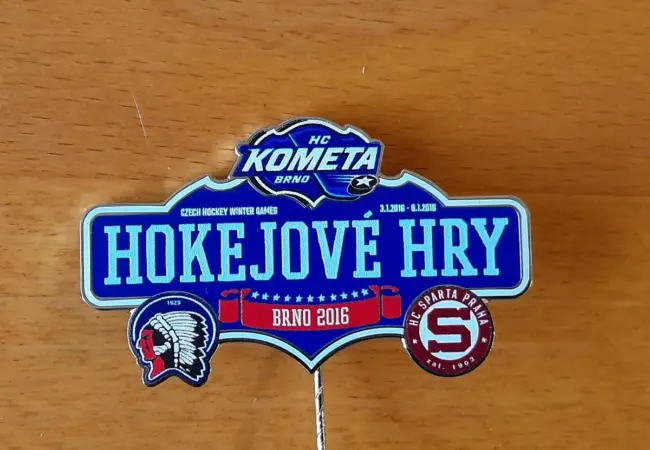 HC
KOMETA
BRNO
CZECH HOCKEY WINTER GAMES
3.1.2016 - 8.1.2016
HOKEJOVÉ HRY
BRNO 2016
1929
HC SPARTA PRAHA
S
zal. 1903